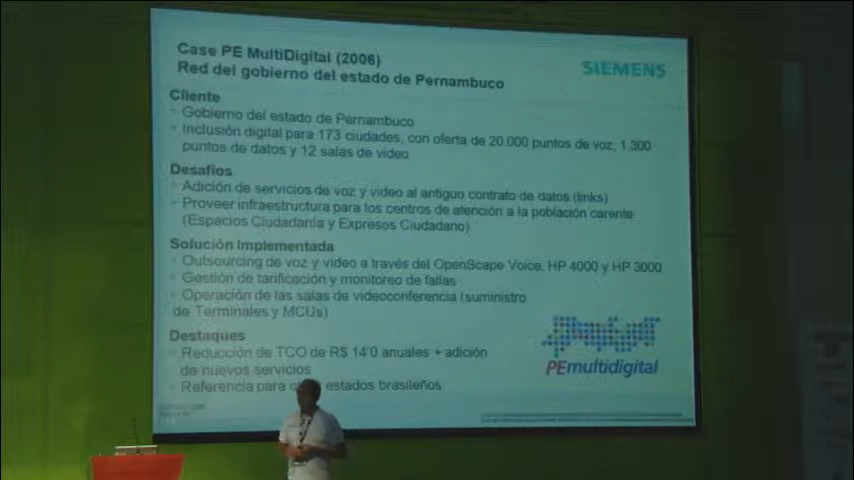 Case PE MultiDigital (2006)
Red del gobierno del estado de Pernambuco
SIEMENS
Cliente
Gobierno del estado de Pernambuco
Inclusión digital para 173 ciudades, con oferta de 20.000 puntos de voz, 1.300
puntos de datos y 12 salas de video
Desafíos
Adición de servicios de voz y video al antiguo contrato de datos (links)
Proveer infraestructura para los centros de atención a la población carente
(Espacios Ciudadanía y Expresos Ciudadano)
Solución Implementada
Outsourcing de voz y video a través del OpenScape Voice, HP 4000 y HP 3000
Gestión de tarificación y monitoreo de fallas
Operación de las salas de videoconferencia (suministro
de Terminales y MCUs)
Destaques
Reducción de TCO de R$ 14'0 anuales + adición
de nuevos servicios
Referencia para estados brasileños
PEmultidigital